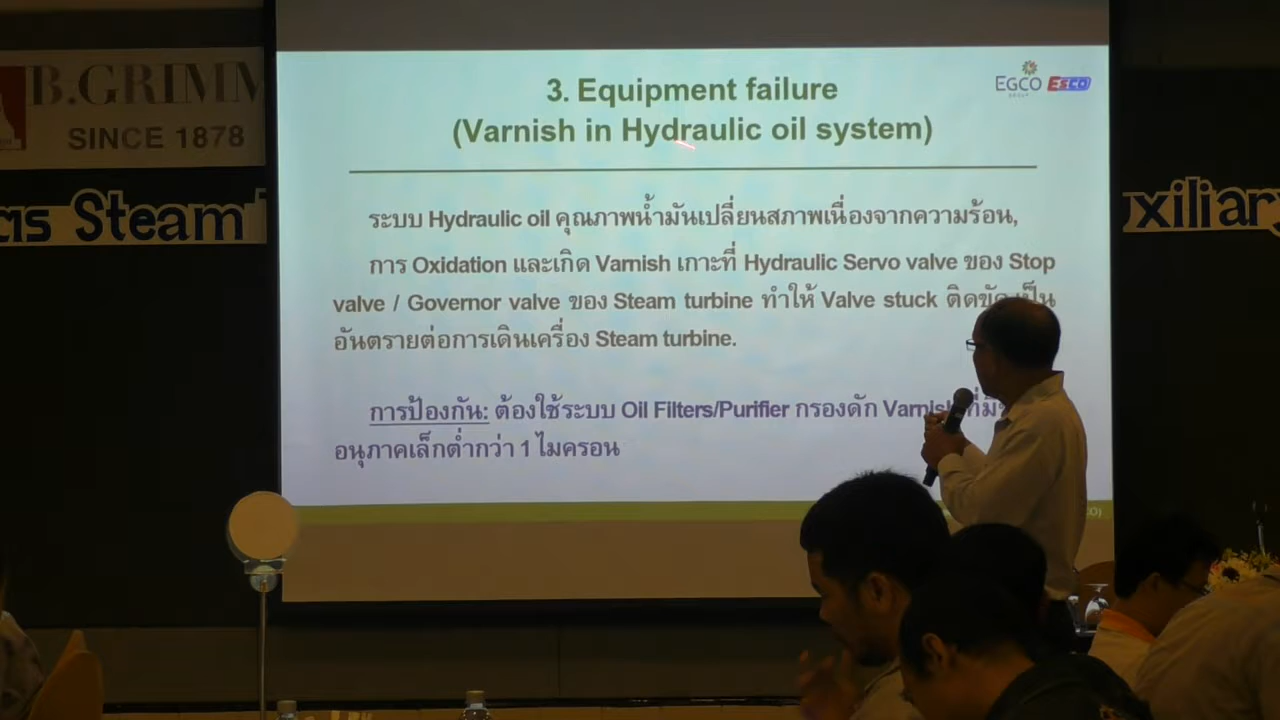 B.GRIMM
SINCE 1878
as Steam
uxiliary
EGCO ESCO
3. Equipment failure
(Varnish in Hydraulic oil system)
ระบบ Hydraulic oil คุณภาพน้ำมันเปลี่ยนสภาพเนื่องจากความร้อน,
การ Oxidation และเกิด Varnish เกาะที่ Hydraulic Servo valve ของ Stop
valve / Governor valve ของ Steam turbine ทำให้ Valve stuck ติดขัด เป็น
อันตรายต่อการเดินเครื่อง Steam turbine.
การป้องกัน: ต้องใช้ระบบ Oil Filters/Purifier กรองดัก Varnish ที่มี
อนุภาคเล็กต่ำกว่า 1 ไมครอน